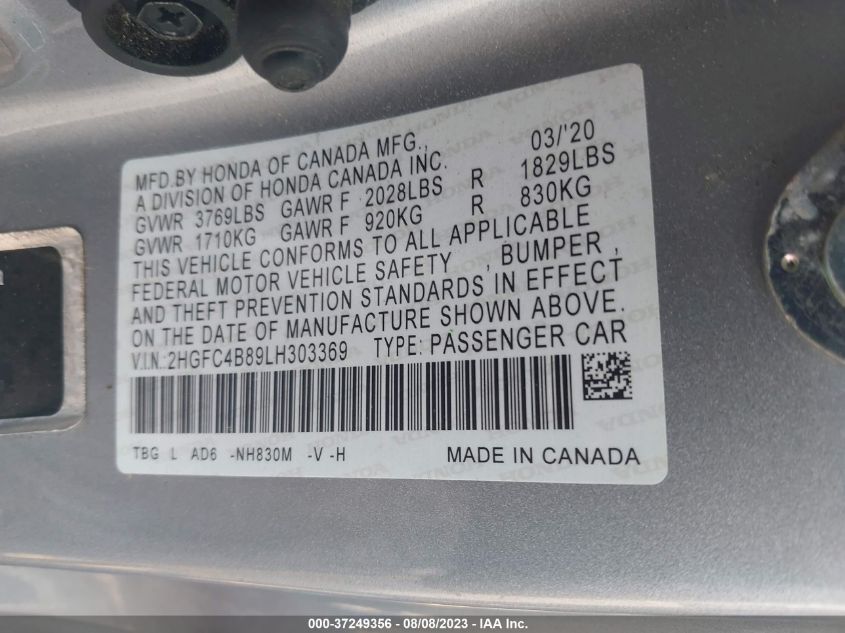 MFD.BY HONDA OF CANADA MFG., 03/'20
A DIVISION OF HONDA CANADA INC.
GVWR 3769LBS GAWR F 2028LBS R 1829LBS
GVWR 1710KG GAWR F 920KG R 830KG
THIS VEHICLE CONFORMS TO ALL APPLICABLE
FEDERAL MOTOR VEHICLE SAFETY , BUMPER ,
AND THEFT PREVENTION STANDARDS IN EFFECT
ON THE DATE OF MANUFACTURE SHOWN ABOVE.
V.I.N.:2HGFC4B89LH303369 TYPE: PASSENGER CAR
TBG L AD6 -NH830M -V -H MADE IN CANADA
000-37249356 - 08/08/2023 - IAA Inc.